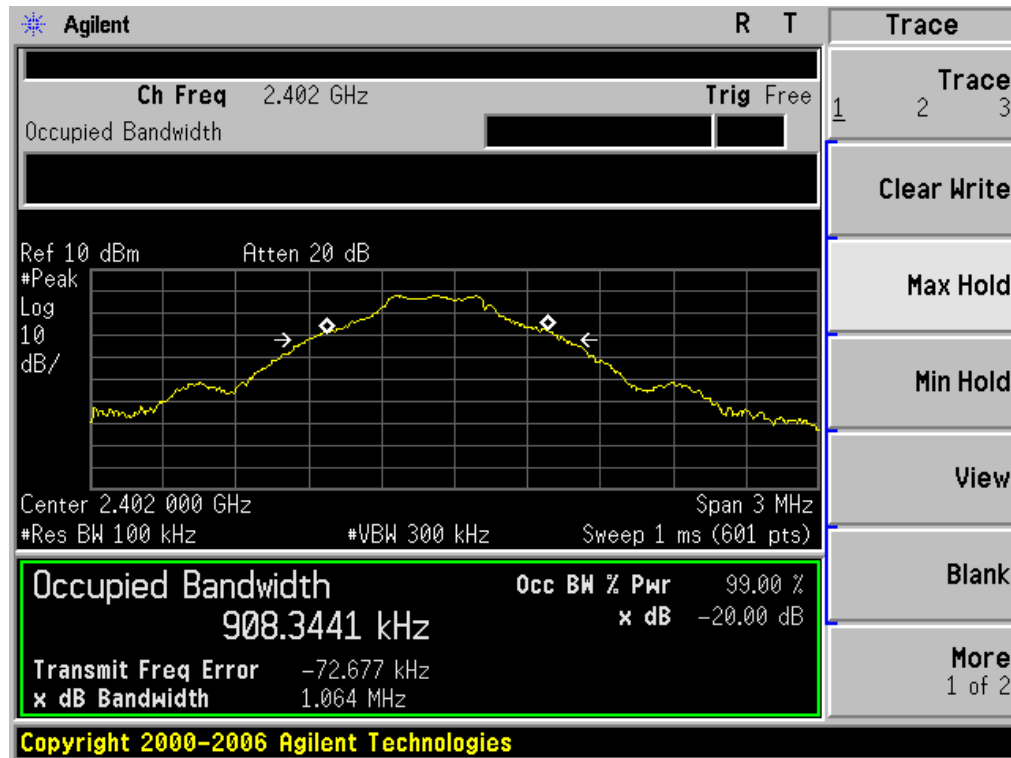 Agilent R T
Trace
Ch Freq 2.402 GHz Trig Free
Occupied Bandwidth
Trace
1 2 3
Clear Write
Ref 10 dBm Atten 20 dB
#Peak
Log
10
dB/
Max Hold
Min Hold
View
Center 2.402 000 GHz Span 3 MHz
#Res BW 100 kHz #VBW 300 kHz Sweep 1 ms (601 pts)
Occupied Bandwidth
908.3441 kHz
Occ BW % Pwr 99.00 %
x dB -20.00 dB
Transmit Freq Error -72.677 kHz
x dB Bandwidth 1.064 MHz
Blank
More
1 of 2
Copyright 2000-2006 Agilent Technologies